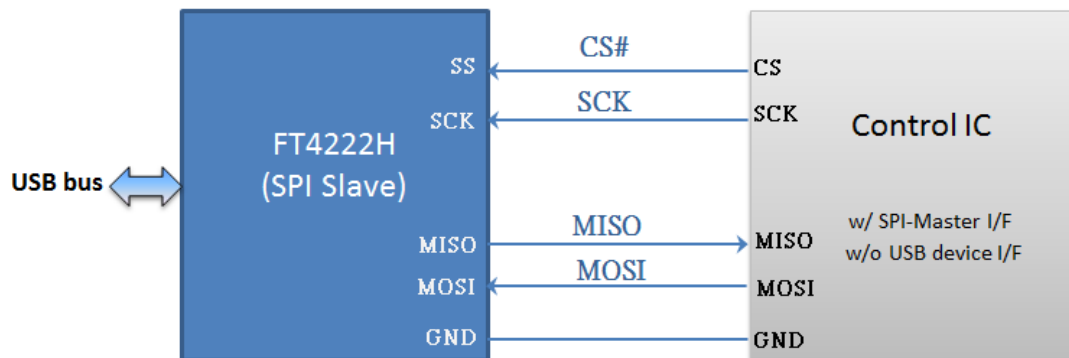 USB bus
FT4222H
(SPI Slave)
SS
SCK
MISO
MOSI
GND
CS#
SCK
MISO
MOSI
CS
SCK
MISO
MOSI
GND
Control IC
w/ SPI-Master I/F
w/o USB device I/F